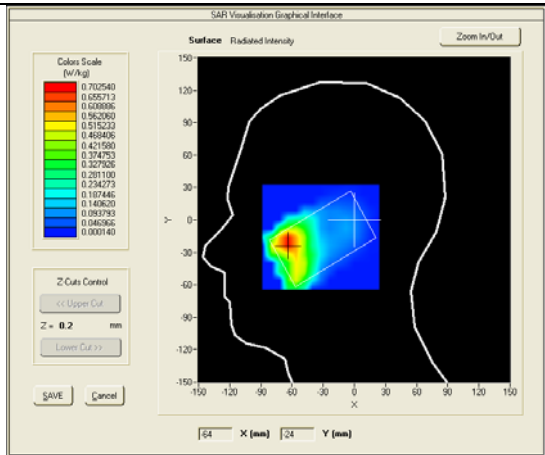 SAR Visualisation Graphical Interface
Surface Radiated Intensity
Zoom In/Out
Colors Scale
(W/kg)
0.702540
0.655713
0.608886
0.562060
0.515233
0.468406
0.421580
0.374753
0.327926
0.281100
0.234273
0.187446
0.140620
0.093793
0.046966
0.000140
150
120
90
60
30
0
-30
-60
-90
-120
-150
Y
-150 -120 -90 -60 -30 0 30 60 90 120 150
X
Z Cuts Control
<< Upper Cut
Z = 0.2 mm
Lower Cut >>
SAVE Cancel
-64 X (mm) -24 Y (mm)